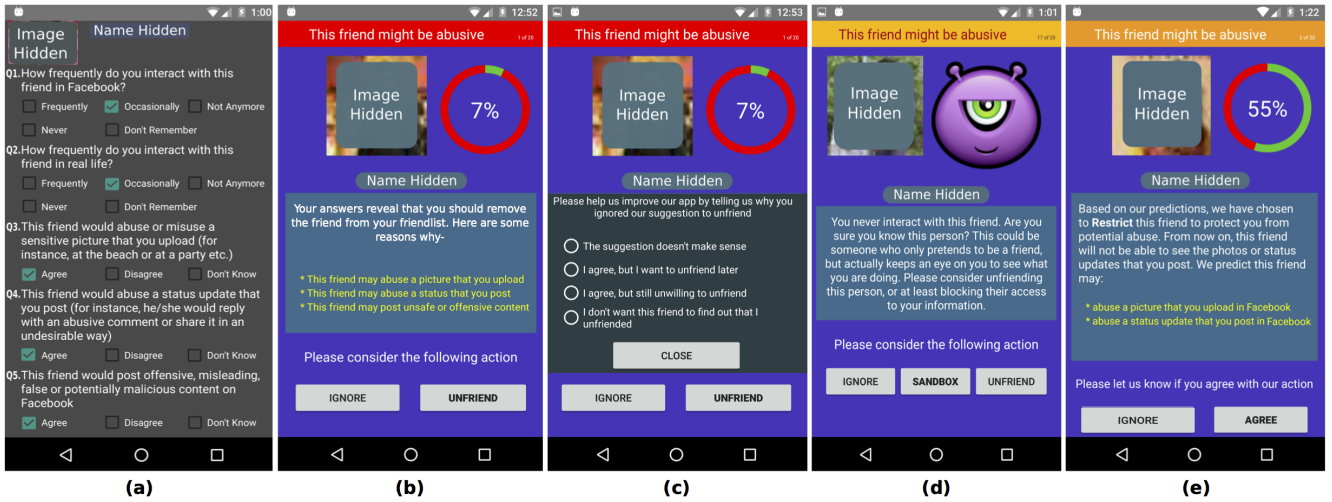 1:00
Image
Hidden
Name Hidden
Q1.How frequently do you interact with this
friend in Facebook?
Frequently Occasionally Not Anymore
Never Don't Remember
Q2.How frequently do you interact with this
friend in real life?
Frequently Occasionally Not Anymore
Never Don't Remember
Q3.This friend would abuse or misuse a
sensitive picture that you upload (for
instance, at the beach or at a party etc.)
Agree Disagree Don't Know
Q4.This friend would abuse a status update that
you post (for instance, he/she would reply
with an abusive comment or share it in an
undesirable way)
Agree Disagree Don't Know
Q5.This friend would post offensive, misleading,
false or potentially malicious content on
Facebook
Agree Disagree Don't Know
(a)
12:52
This friend might be abusive
1 of 20
Image
Hidden
7%
Name Hidden
Your answers reveal that you should remove
the friend from your friendlist. Here are some
reasons why-
* This friend may abuse a picture that you upload
* This friend may abuse a status that you post
* This friend may post unsafe or offensive content
Please consider the following action
IGNORE UNFRIEND
(b)
12:53
This friend might be abusive
1 of 20
Image
Hidden
7%
Name Hidden
Please help us improve our app by telling us why you
ignored our suggestion to unfriend
The suggestion doesn't make sense
I agree, but I want to unfriend later
I agree, but still unwilling to unfriend
I don't want this friend to find out that I
unfriended
CLOSE
IGNORE UNFRIEND
(c)
1:01
This friend might be abusive
17 of 20
Image
Hidden
Name Hidden
You never interact with this friend. Are you
sure you know this person? This could be
someone who only pretends to be a friend,
but actually keeps an eye on you to see what
you are doing. Please consider unfriending
this person, or at least blocking their access
to your information.
Please consider the following action
IGNORE SANDBOX UNFRIEND
(d)
1:22
This friend might be abusive
Image
Hidden
55%
Name Hidden
Based on our predictions, we have chosen
to Restrict this friend to protect you from
potential abuse. From now on, this friend
will not be able to see the photos or status
updates that you post. We predict this friend
may:
* abuse a picture that you upload in Facebook
* abuse a status update that you post in Facebook
Please let us know if you agree with our action
IGNORE AGREE
(e)